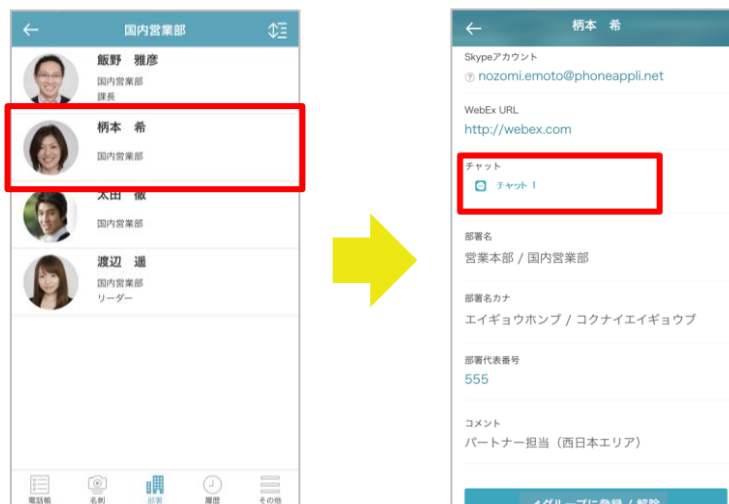 国内営業部
飯野　雅彦
国内営業部
課長
柄本　希
国内営業部
太田　徹
国内営業部
渡辺　遥
国内営業部
リーダー
電話帳
名刺
部署
履歴
その他
柄本　希
Skypeアカウント
nozomi.emoto@phoneappli.net
WebEx URL
http://webex.com
チャット
チャット 1
部署名
営業本部 / 国内営業部
部署名カナ
エイギョウホンブ / コクナイエイギョウブ
部署代表番号
555
コメント
パートナー担当（西日本エリア）
グループに登録 / 解除